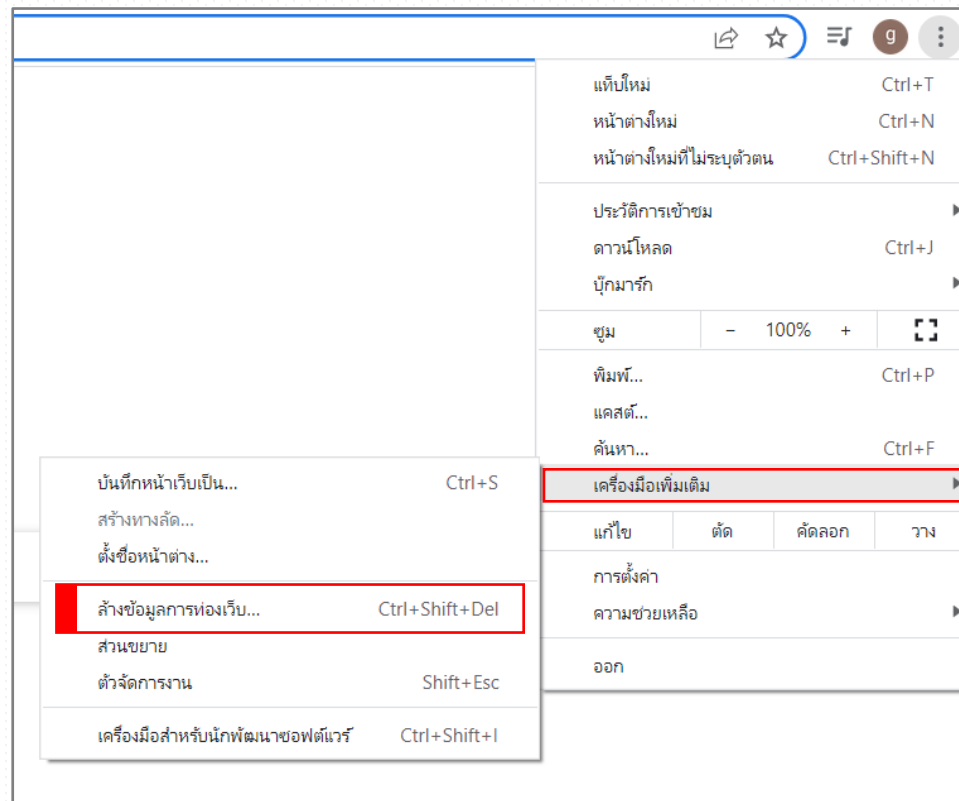 g
แท็บใหม่ Ctrl+T
หน้าต่างใหม่ Ctrl+N
หน้าต่างใหม่ที่ไม่ระบุตัวตน Ctrl+Shift+N
ประวัติการเข้าชม
ดาวน์โหลด Ctrl+J
บุ๊กมาร์ก
ซูม − 100% +
พิมพ์... Ctrl+P
แคสต์...
ค้นหา... Ctrl+F
เครื่องมือเพิ่มเติม
แก้ไข ตัด คัดลอก วาง
การตั้งค่า
ความช่วยเหลือ
ออก
บันทึกหน้าเว็บเป็น... Ctrl+S
สร้างทางลัด...
ตั้งชื่อหน้าต่าง...
ล้างข้อมูลการท่องเว็บ... Ctrl+Shift+Del
ส่วนขยาย
ตัวจัดการงาน Shift+Esc
เครื่องมือสำหรับนักพัฒนาซอฟต์แวร์ Ctrl+Shift+I